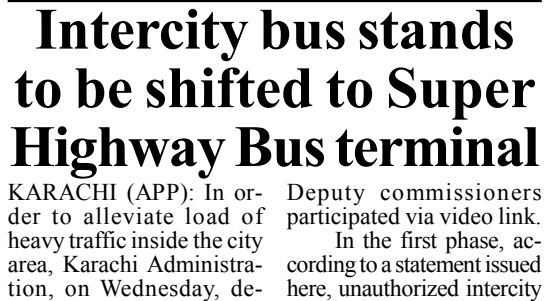 Intercity bus stands
to be shifted to Super
Highway Bus terminal
KARACHI (APP): In or-
der to alleviate load of
heavy traffic inside the city
area, Karachi Administra-
tion, on Wednesday, de-
Deputy commissioners
participated via video link.
In the first phase, ac-
cording to a statement issued
here, unauthorized intercity